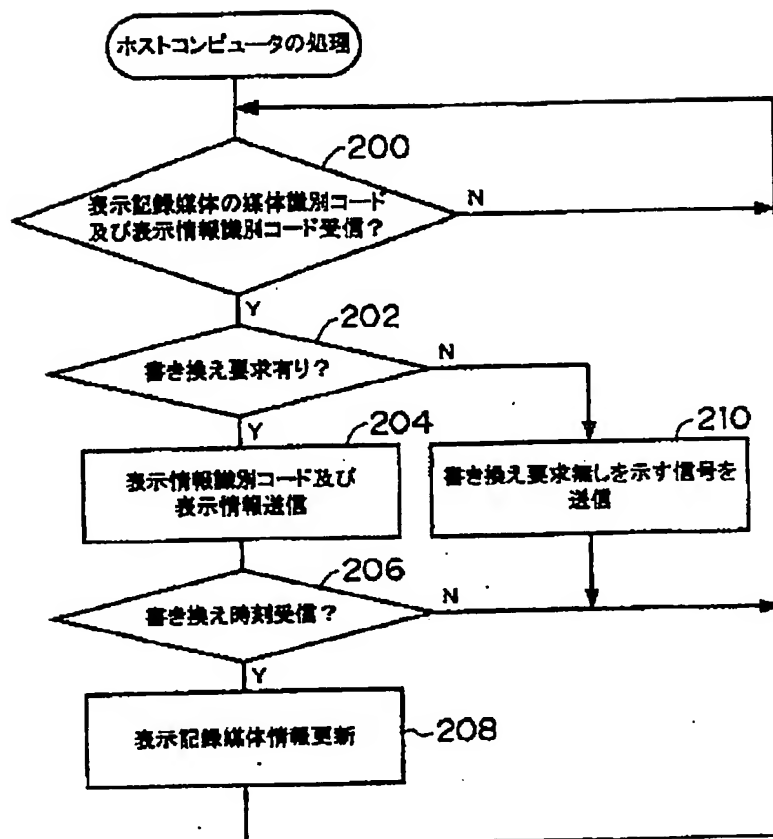 ホストコンピュータの処理
200
表示記録媒体の媒体識別コード
及び表示情報識別コード受信?
N
Y
202
書き換え要求有り?
N
Y
204
表示情報識別コード及び
表示情報送信
210
書き換え要求無しを示す信号を
送信
206
書き換え時刻受信?
N
Y
表示記録媒体情報更新
208